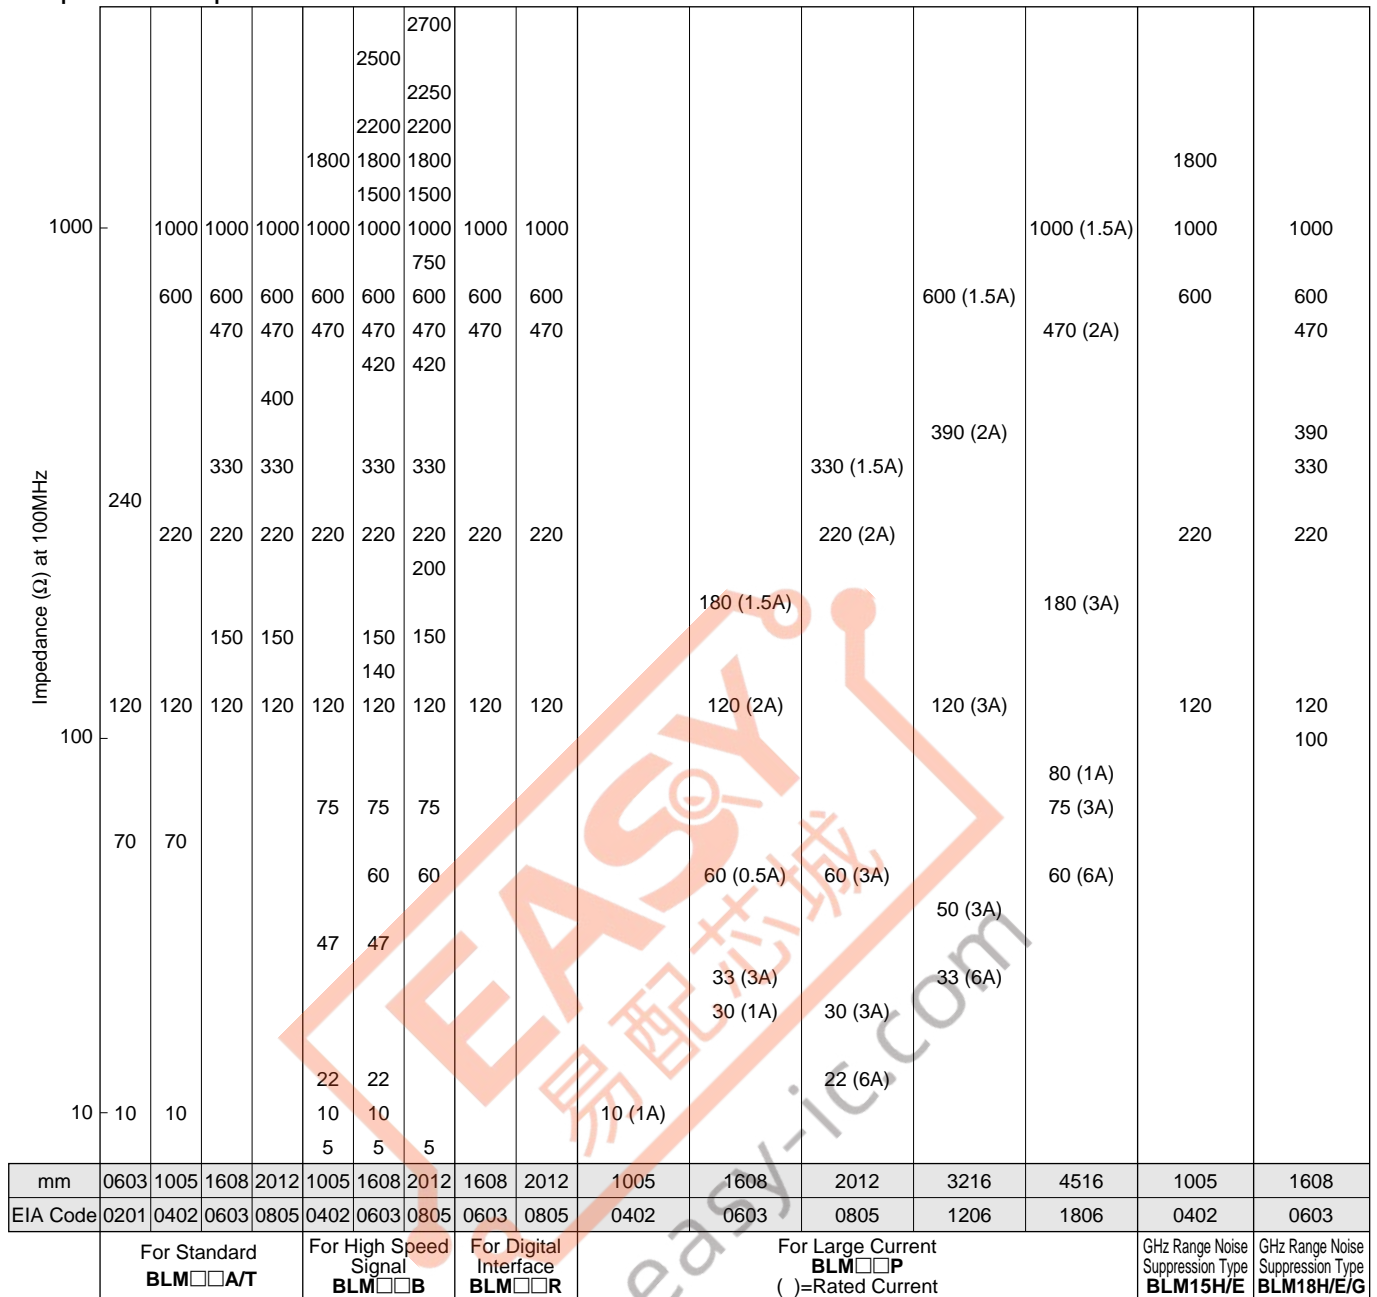 2700
2500
2250
2200 2200
1800 1800 1800 1800
1500 1500
1000 1000 1000 1000 1000 1000 1000 1000 1000 1000 (1.5A) 1000 1000
750
600 600 600 600 600 600 600 600 600 (1.5A) 600 600
470 470 470 470 470 470 470 470 (2A) 470
420 420
400
390 (2A) 390
330 330 330 330 330 (1.5A) 330
240
220 220 220 220 220 220 220 220 220 (2A) 220 220
200
180 (1.5A) 180 (3A)
150 150 150 150
140
120 120 120 120 120 120 120 120 120 120 (2A) 120 (3A) 120 120
100 100
80 (1A)
75 75 75 75 (3A)
70 70
60 60 60 (0.5A) 60 (3A) 60 (6A)
50 (3A)
47 47
33 (3A) 33 (6A)
30 (1A) 30 (3A)
22 22 22 (6A)
10 10 10 10 10 10 (1A)
5 5 5
Impedance (Ω) at 100MHz
mm 0603 1005 1608 2012 1005 1608 2012 1608 2012 1005 1608 2012 3216 4516 1005 1608
EIA Code 0201 0402 0603 0805 0402 0603 0805 0603 0805 0402 0603 0805 1206 1806 0402 0603
For Standard
BLM□□A/T
For High Speed
Signal
BLM□□B
For Digital
Interface
BLM□□R
For Large Current
BLM□□P
( )=Rated Current
GHz Range Noise
Suppression Type
BLM15H/E
GHz Range Noise
Suppression Type
BLM18H/E/G
EASY
易配芯城
easy-ic.com